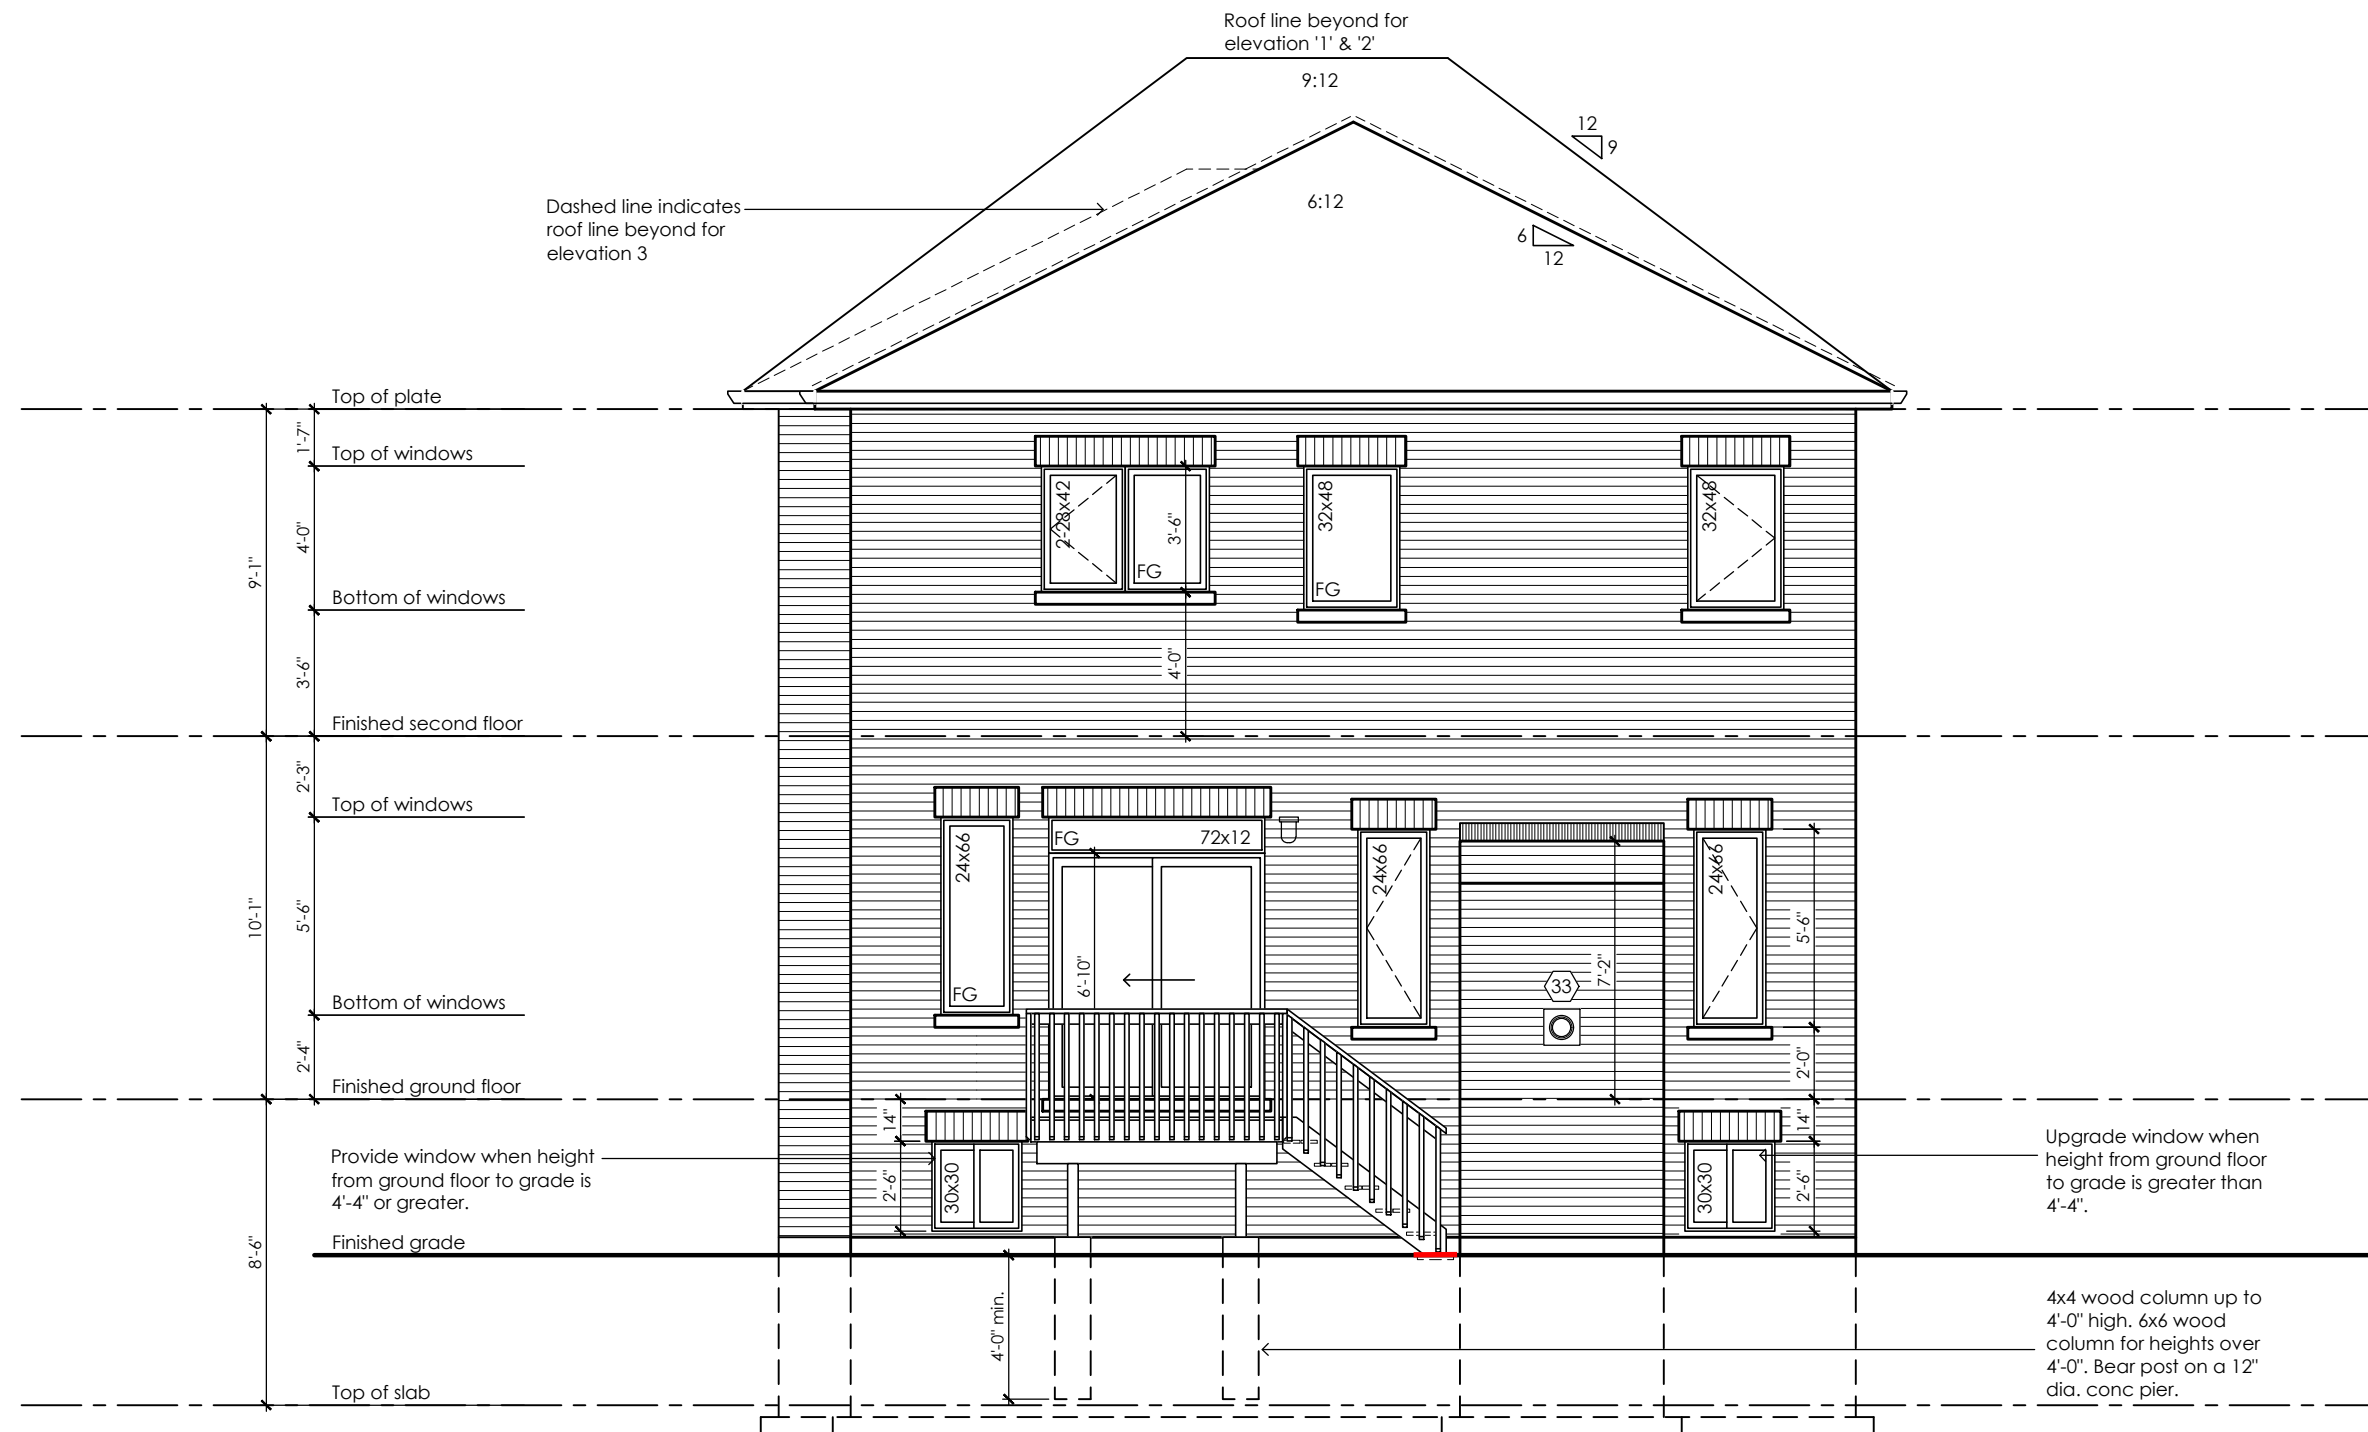 Roof line beyond for
elevation '1' & '2'
9:12
12
9
Dashed line indicates
roof line beyond for
elevation 3
6:12
6
12
Top of plate
1'-7"
Top of windows
4'-0"
9'-1"
Bottom of windows
3'-6"
Finished second floor
2-28x42
3'-6"
FG
32x48
FG
32x48
4'-0"
2'-3"
Top of windows
10'-1"
5'-6"
Bottom of windows
2'-4"
Finished ground floor
24x66
FG
FG
72x12
6'-10"
24x66
33
7'-2"
24x66
5'-6"
2'-0"
14"
2'-6"
30x30
14"
2'-6"
30x30
Provide window when height
from ground floor to grade is
4'-4" or greater.
Upgrade window when
height from ground floor
to grade is greater than
4'-4".
Finished grade
8'-6"
4'-0" min.
Top of slab
4x4 wood column up to
4'-0" high. 6x6 wood
column for heights over
4'-0". Bear post on a 12"
dia. conc pier.